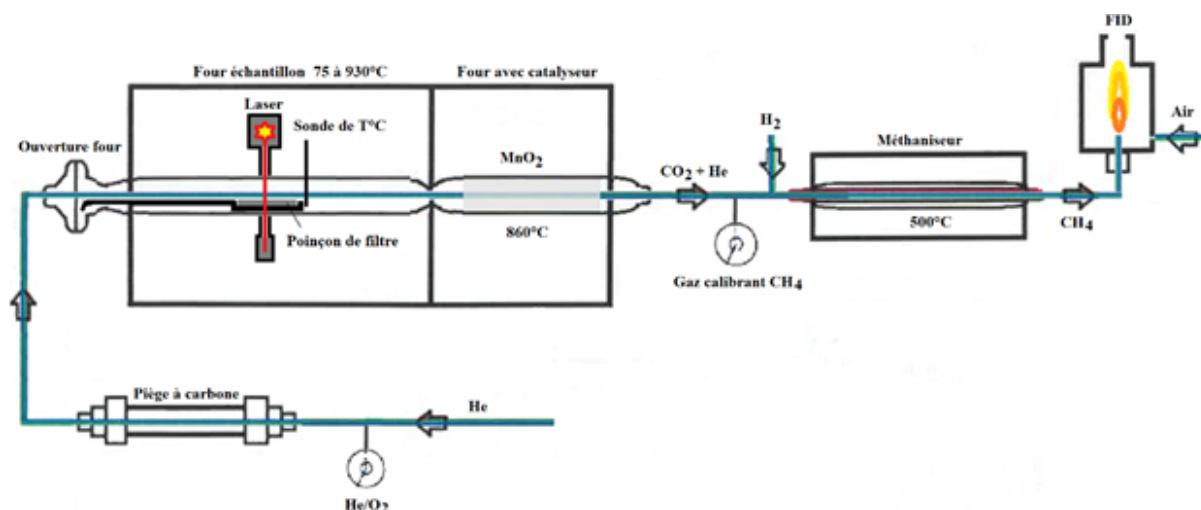 FID
Four échantillon 75 à 930°C
Four avec catalyseur
Laser
Sonde de T°C
H2
Air
Ouverture four
Méthaniseur
MnO2
CO2 + He
Poinçon de filtre
860°C
500°C
CH4
Gaz calibrant CH4
Piège à carbone
He
He/O2